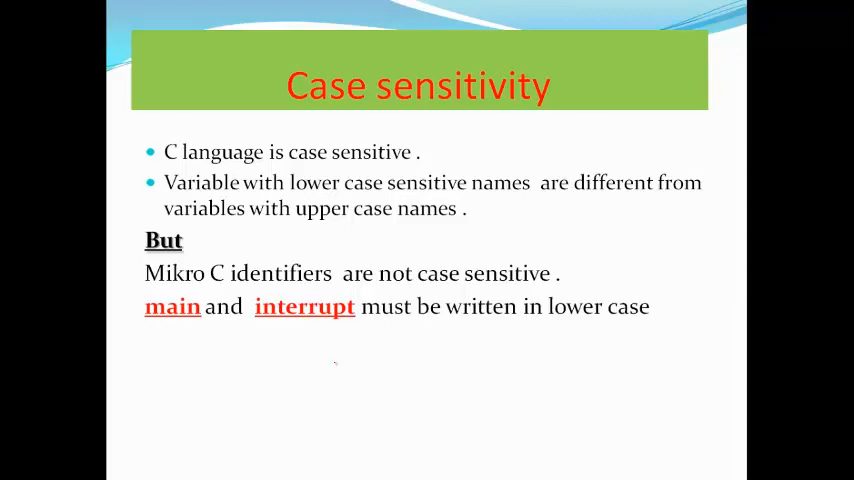 Case sensitivity
• C language is case sensitive .
• Variable with lower case sensitive names are different from
variables with upper case names .
But
Mikro C identifiers are not case sensitive .
main and interrupt must be written in lower case